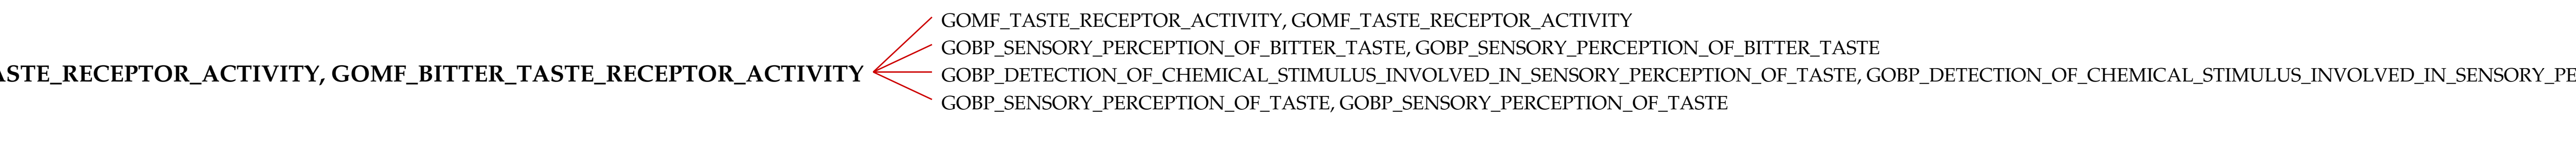 GOMF_TASTE_RECEPTOR_ACTIVITY, GOMF_TASTE_RECEPTOR_ACTIVITY
GOBP_SENSORY_PERCEPTION_OF_BITTER_TASTE, GOBP_SENSORY_PERCEPTION_OF_BITTER_TASTE
ASTE_RECEPTOR_ACTIVITY, GOMF_BITTER_TASTE_RECEPTOR_ACTIVITY
GOBP_DETECTION_OF_CHEMICAL_STIMULUS_INVOLVED_IN_SENSORY_PERCEPTION_OF_TASTE, GOBP_DETECTION_OF_CHEMICAL_STIMULUS_INVOLVED_IN_SENSORY_PE
GOBP_SENSORY_PERCEPTION_OF_TASTE, GOBP_SENSORY_PERCEPTION_OF_TASTE